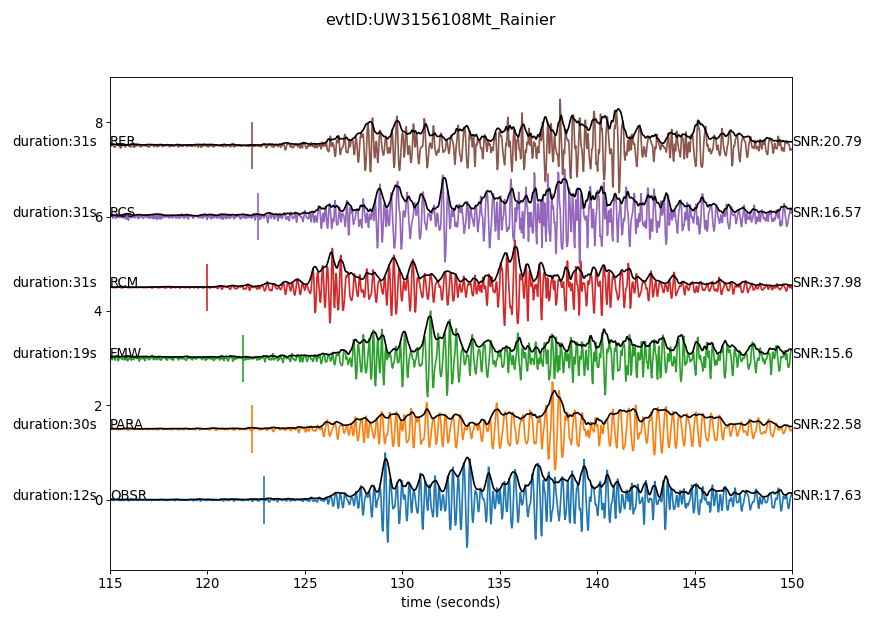 evtID:UW3156108Mt_Rainier
8
duration:31s RER SNR:20.79
duration:31s RCS SNR:16.57
6
duration:31s RCM SNR:37.98
4
duration:19s FMW SNR:15.6
2
duration:30s PARA SNR:22.58
duration:12s OBSR SNR:17.63
0
115 120 125 130 135 140 145 150
time (seconds)